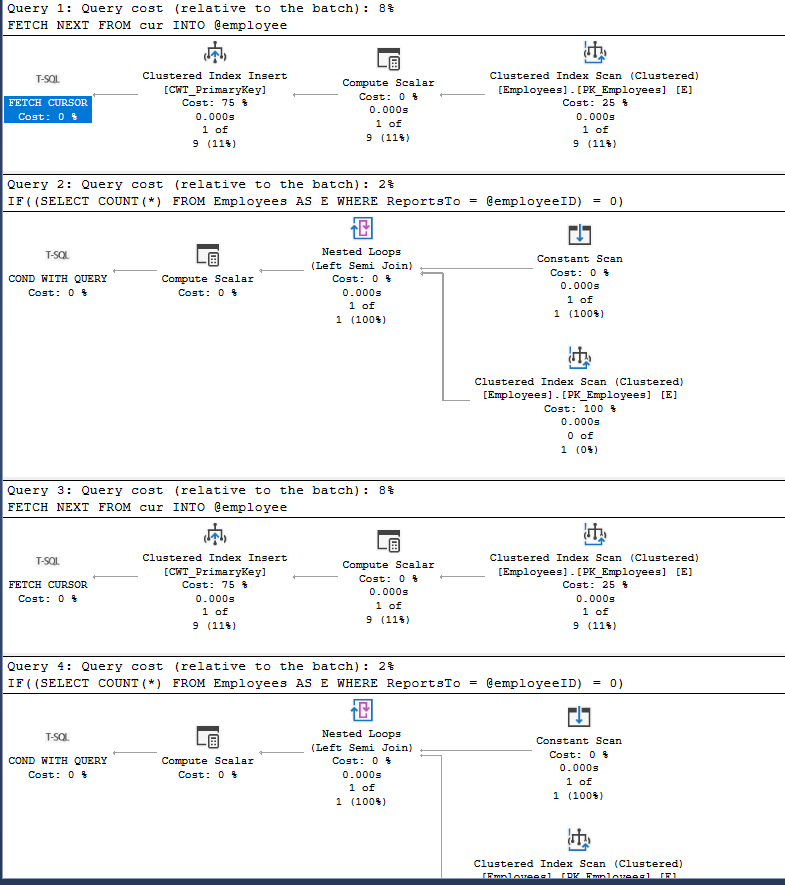 Query 1: Query cost (relative to the batch): 8%
FETCH NEXT FROM cur INTO @employee
T-SQL
FETCH CURSOR
Cost: 0 %
Clustered Index Insert
[CWT_PrimaryKey]
Cost: 75 %
0.000s
1 of
9 (11%)
Compute Scalar
Cost: 0 %
0.000s
1 of
9 (11%)
Clustered Index Scan (Clustered)
[Employees].[PK_Employees] [E]
Cost: 25 %
0.000s
1 of
9 (11%)
Query 2: Query cost (relative to the batch): 2%
IF((SELECT COUNT(*) FROM Employees AS E WHERE ReportsTo = @employeeID) = 0)
T-SQL
COND WITH QUERY
Cost: 0 %
Compute Scalar
Cost: 0 %
Nested Loops
(Left Semi Join)
Cost: 0 %
0.000s
1 of
1 (100%)
Constant Scan
Cost: 0 %
0.000s
1 of
1 (100%)
Clustered Index Scan (Clustered)
[Employees].[PK_Employees] [E]
Cost: 100 %
0.000s
0 of
1 (0%)
Query 3: Query cost (relative to the batch): 8%
FETCH NEXT FROM cur INTO @employee
T-SQL
FETCH CURSOR
Cost: 0 %
Clustered Index Insert
[CWT_PrimaryKey]
Cost: 75 %
0.000s
1 of
9 (11%)
Compute Scalar
Cost: 0 %
0.000s
1 of
9 (11%)
Clustered Index Scan (Clustered)
[Employees].[PK_Employees] [E]
Cost: 25 %
0.000s
1 of
9 (11%)
Query 4: Query cost (relative to the batch): 2%
IF((SELECT COUNT(*) FROM Employees AS E WHERE ReportsTo = @employeeID) = 0)
T-SQL
COND WITH QUERY
Cost: 0 %
Compute Scalar
Cost: 0 %
Nested Loops
(Left Semi Join)
Cost: 0 %
0.000s
1 of
1 (100%)
Constant Scan
Cost: 0 %
0.000s
1 of
1 (100%)
Clustered Index Scan (Clustered)
[Employees].[PK_Employees] [E]